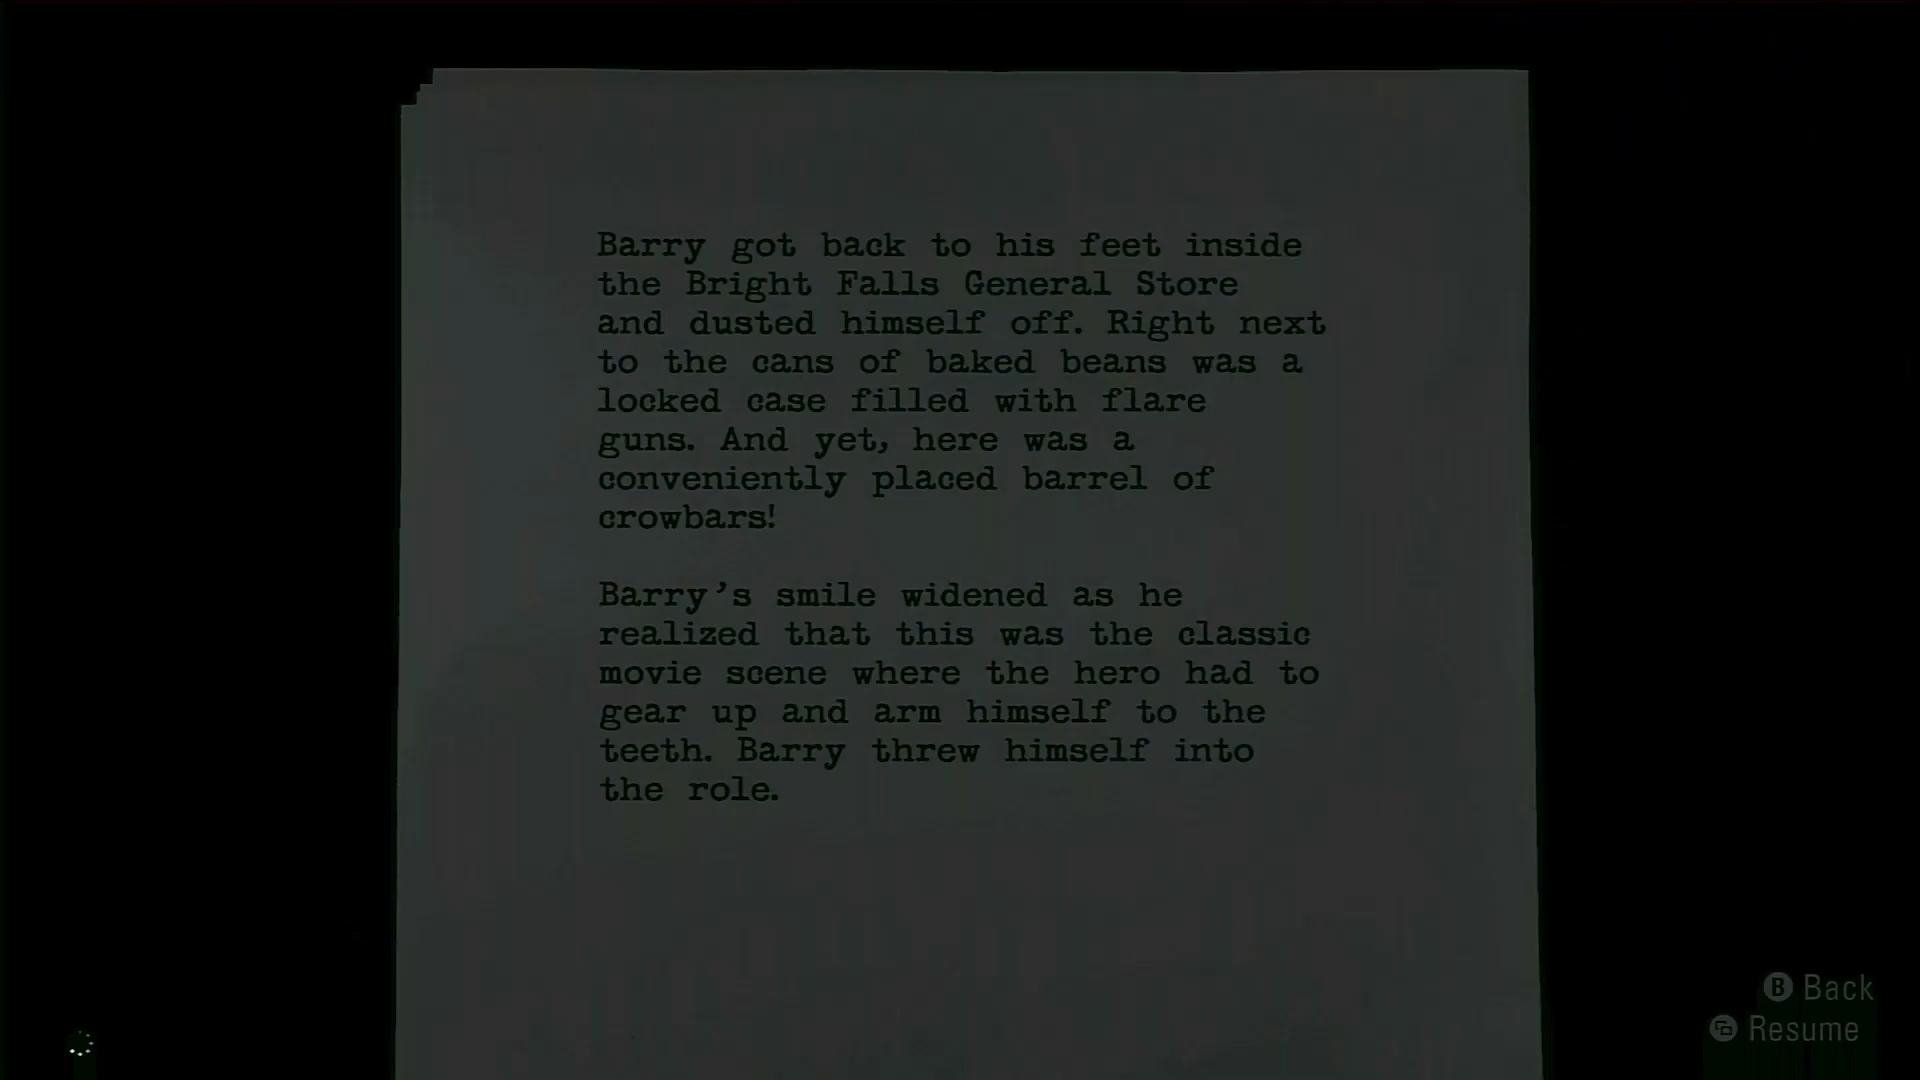 Barry got back to his feet inside
the Bright Falls General Store
and dusted himself off. Right next
to the cans of baked beans was a
locked case filled with flare
guns. And yet, here was a
conveniently placed barrel of
crowbars!
Barry's smile widened as he
realized that this was the classic
movie scene where the hero had to
gear up and arm himself to the
teeth. Barry threw himself into
the role.
B Back
Resume